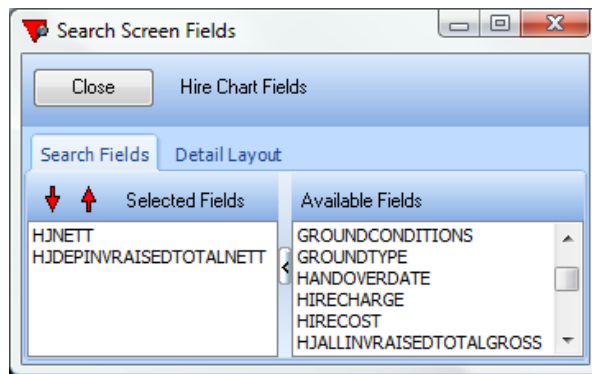 Search Screen Fields
Close
Hire Chart Fields
Search Fields
Detail Layout
Selected Fields
Available Fields
HJNETT
HJDEPINVRAISEDTOTALNETT
GROUNDCONDITIONS
GROUNDTYPE
HANDOVERDATE
HIRECHARGE
HIRECOST
HJALLINVRAISEDTOTALGROSS